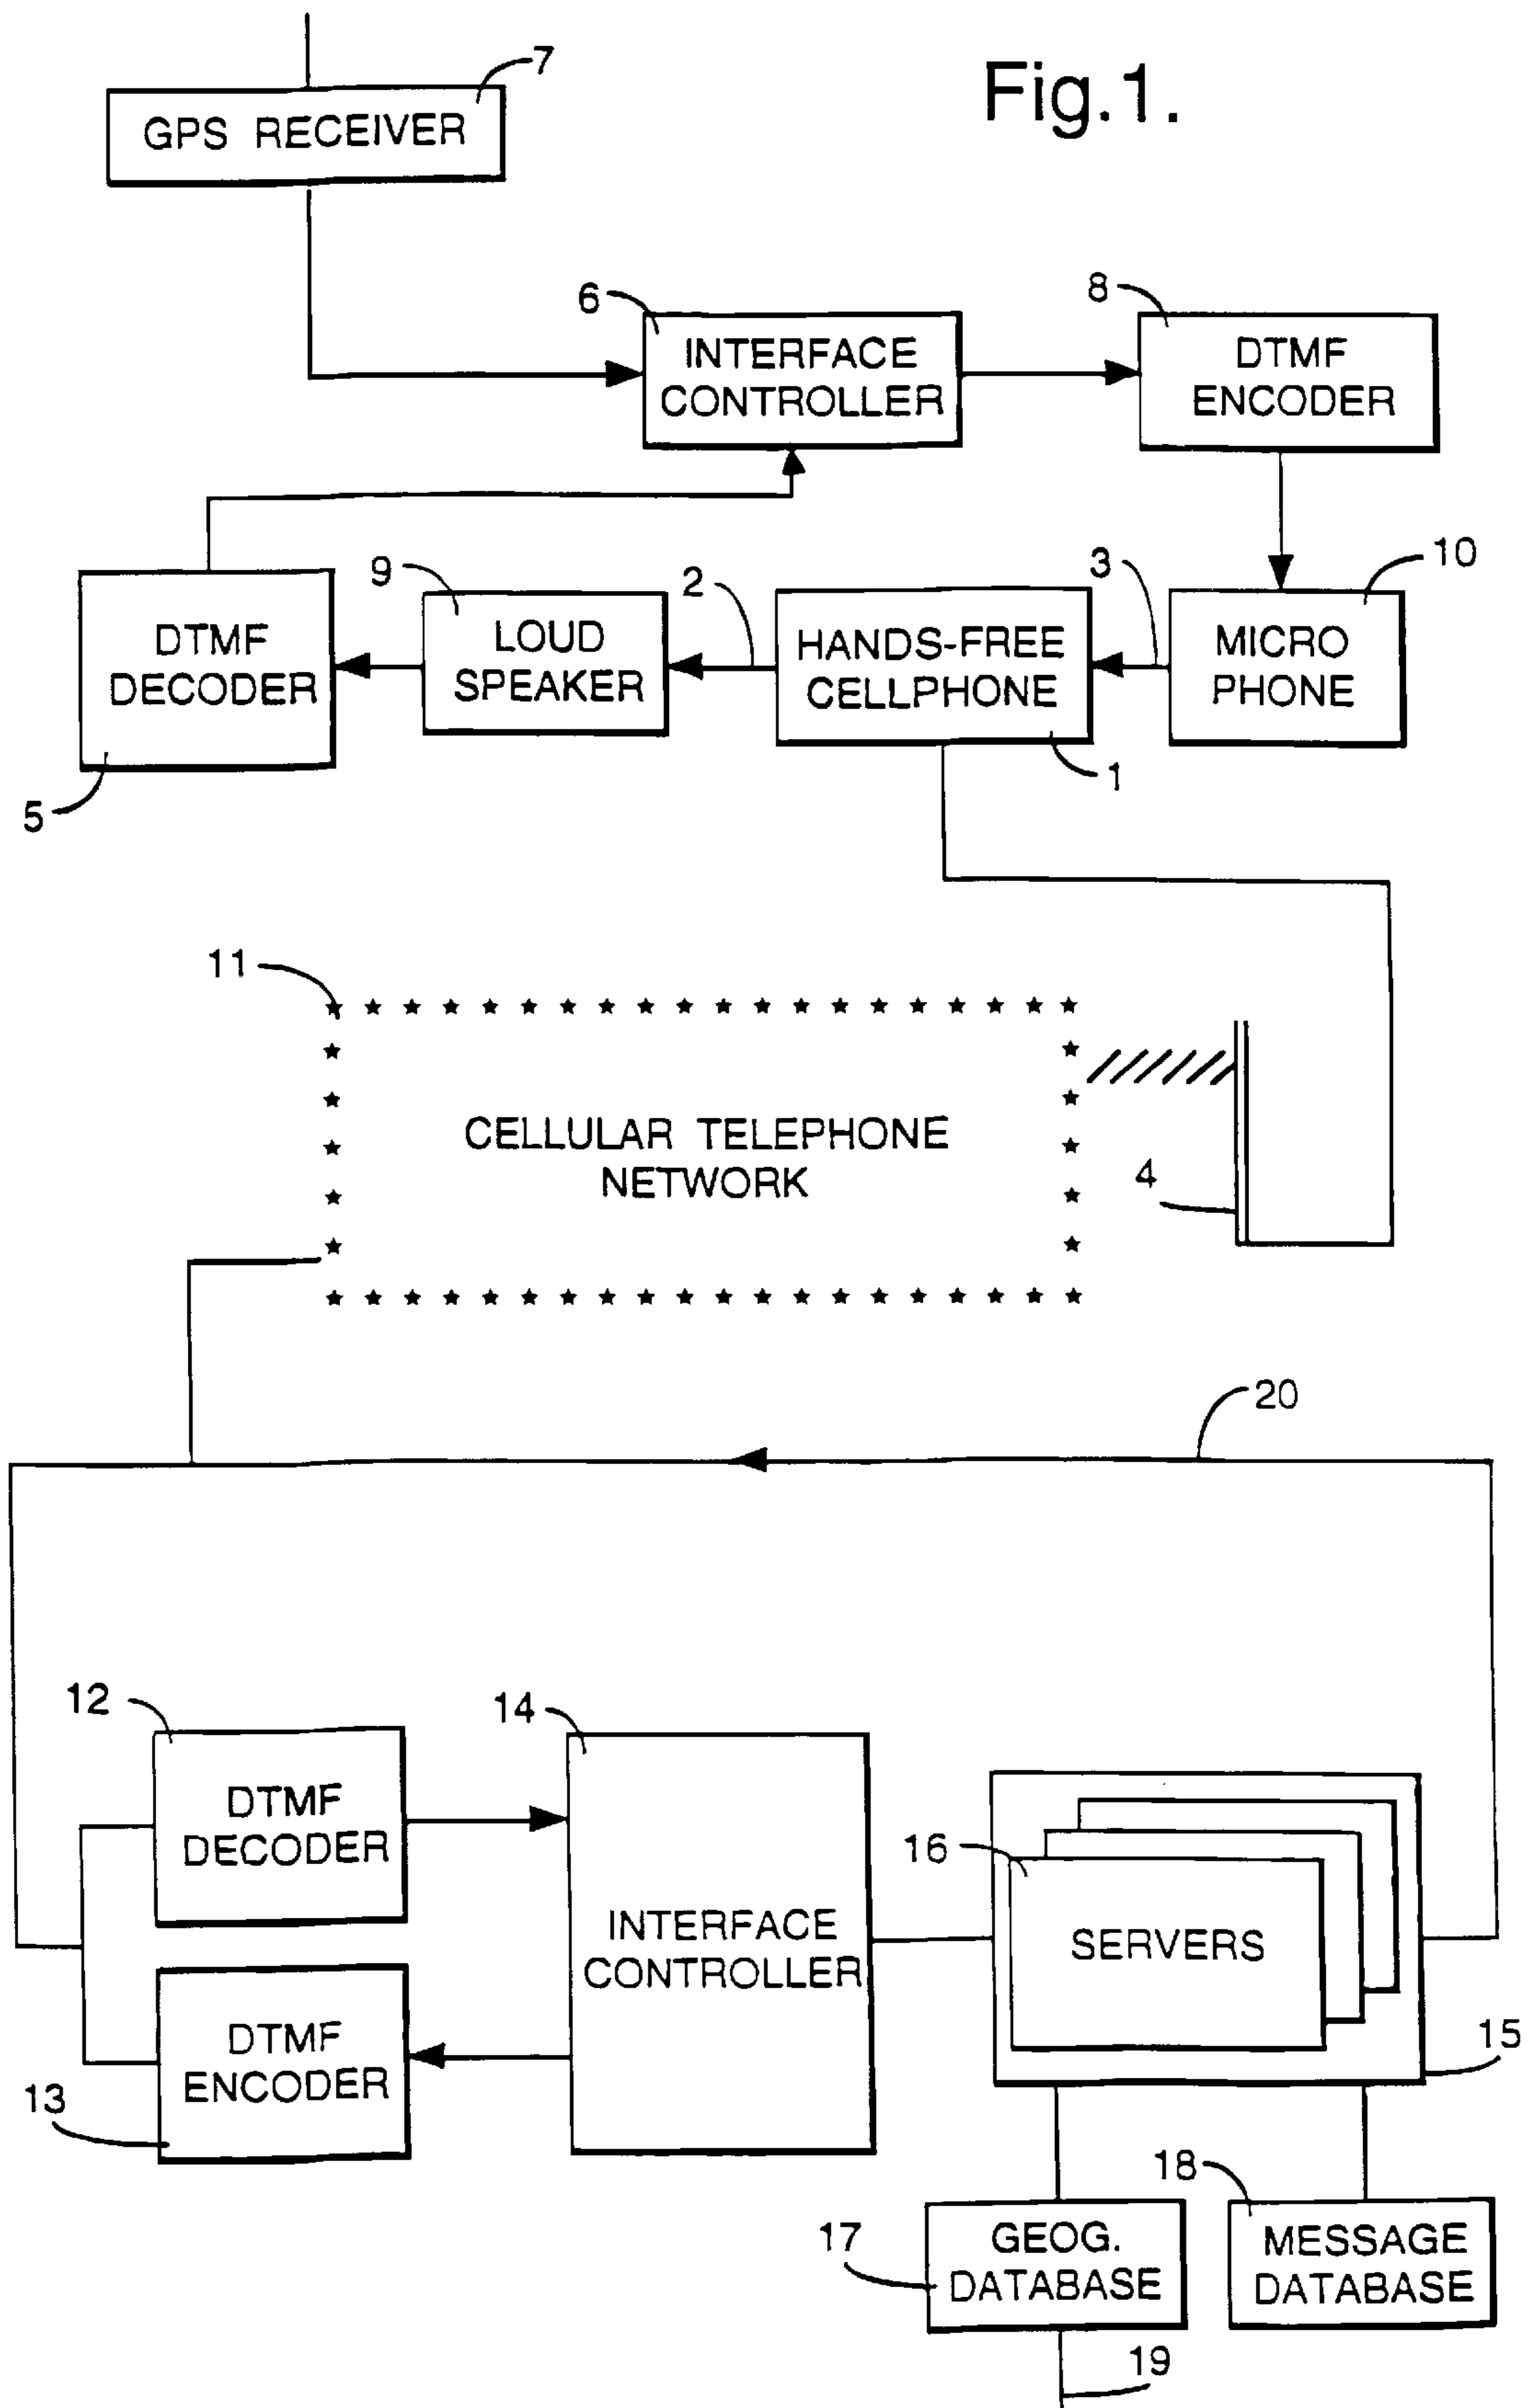 Fig.1.
7
GPS RECEIVER
6
INTERFACE
CONTROLLER
8
DTMF
ENCODER
DTMF
DECODER
5
9
LOUD
SPEAKER
2
HANDS-FREE
CELLPHONE
1
3
10
MICRO
PHONE
11
CELLULAR TELEPHONE
NETWORK
4
20
12
DTMF
DECODER
14
INTERFACE
CONTROLLER
16
SERVERS
15
DTMF
ENCODER
13
17
GEOG.
DATABASE
18
MESSAGE
DATABASE
19